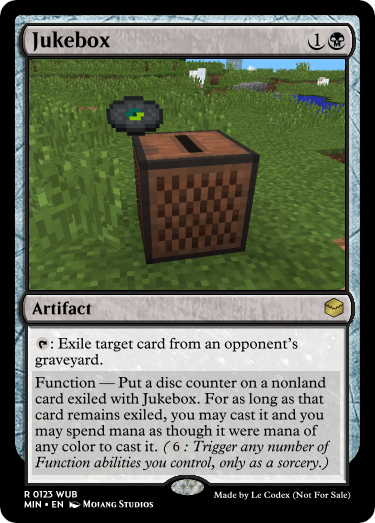 Jukebox 1
Artifact
: Exile target card from an opponent's
graveyard.
Function — Put a disc counter on a nonland
card exiled with Jukebox. For as long as that
card remains exiled, you may cast it and you
may spend mana as though it were mana of
any color to cast it. ( 6 : Trigger any number of
Function abilities you control, only as a sorcery.)
R 0123 WUB
MIN • EN Mojang Studios
Made by Le Codex (Not For Sale)